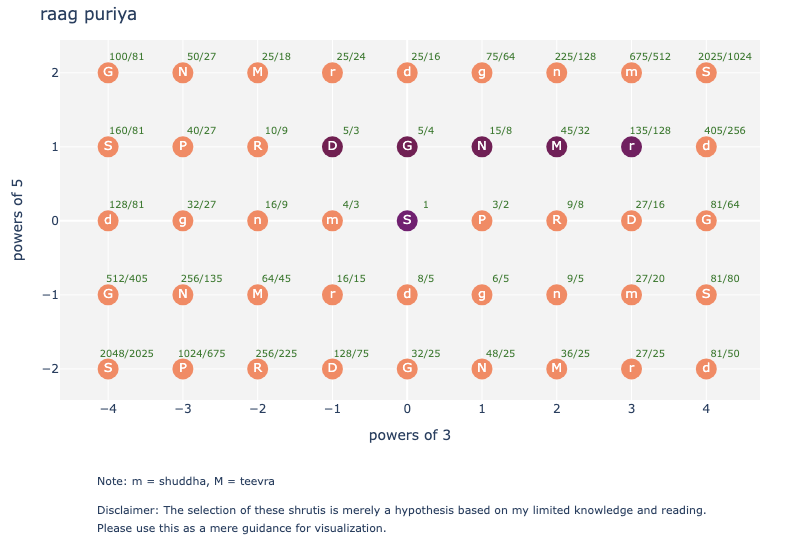 raag puriya
100/81 50/27 25/18 25/24 25/16 75/64 225/128 675/512 2025/1024
2 G N M r d g n m S
160/81 40/27 10/9 5/3 5/4 15/8 45/32 135/128 405/256
1 S P R D G N M r d
128/81 32/27 16/9 4/3 1 3/2 9/8 27/16 81/64
0 d g n m S P R D G
512/405 256/135 64/45 16/15 8/5 6/5 9/5 27/20 81/80
−1 G N M r d g n m S
2048/2025 1024/675 256/225 128/75 32/25 48/25 36/25 27/25 81/50
−2 S P R D G N M r d
−4 −3 −2 −1 0 1 2 3 4
powers of 3
powers of 5
Note: m = shuddha, M = teevra
Disclaimer: The selection of these shrutis is merely a hypothesis based on my limited knowledge and reading.
Please use this as a mere guidance for visualization.